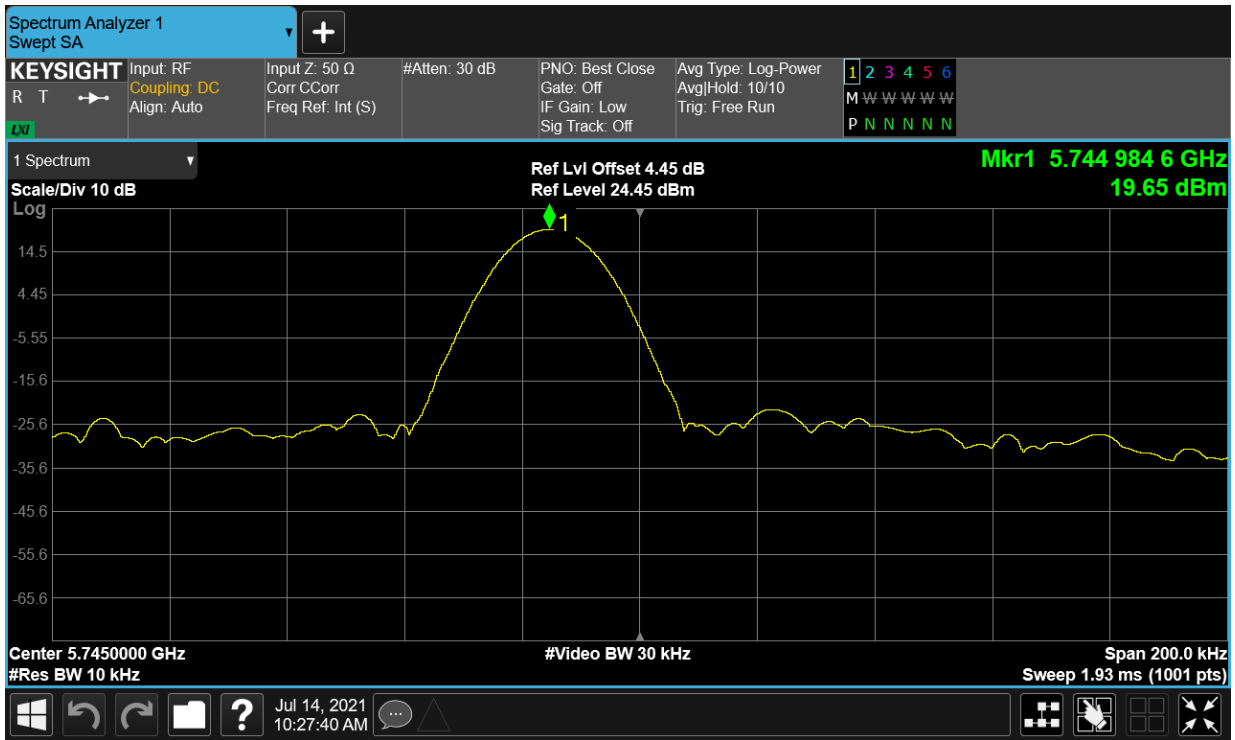 Spectrum Analyzer 1
Swept SA
KEYSIGHT
R T
LXI
Input: RF
Coupling: DC
Align: Auto
Input Z: 50 Ω
Corr CCorr
Freq Ref: Int (S)
#Atten: 30 dB
PNO: Best Close
Gate: Off
IF Gain: Low
Sig Track: Off
Avg Type: Log-Power
Avg|Hold: 10/10
Trig: Free Run
1 2 3 4 5 6
M W W W W W
P N N N N N
1 Spectrum
Scale/Div 10 dB
Log
Ref Lvl Offset 4.45 dB
Ref Level 24.45 dBm
Mkr1 5.744 984 6 GHz
19.65 dBm
1
14.5
4.45
-5.55
-15.6
-25.6
-35.6
-45.6
-55.6
-65.6
Center 5.7450000 GHz
#Res BW 10 kHz
#Video BW 30 kHz
Span 200.0 kHz
Sweep 1.93 ms (1001 pts)
?
Jul 14, 2021
10:27:40 AM